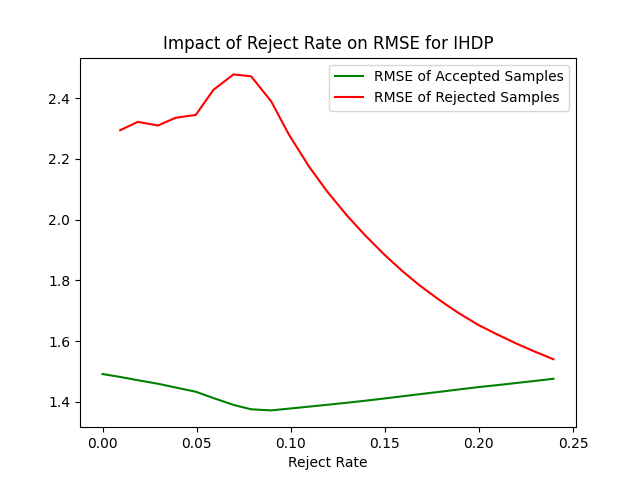 Impact of Reject Rate on RMSE for IHDP
RMSE of Accepted Samples
RMSE of Rejected Samples
2.4
2.2
2.0
1.8
1.6
1.4
0.00 0.05 0.10 0.15 0.20 0.25
Reject Rate